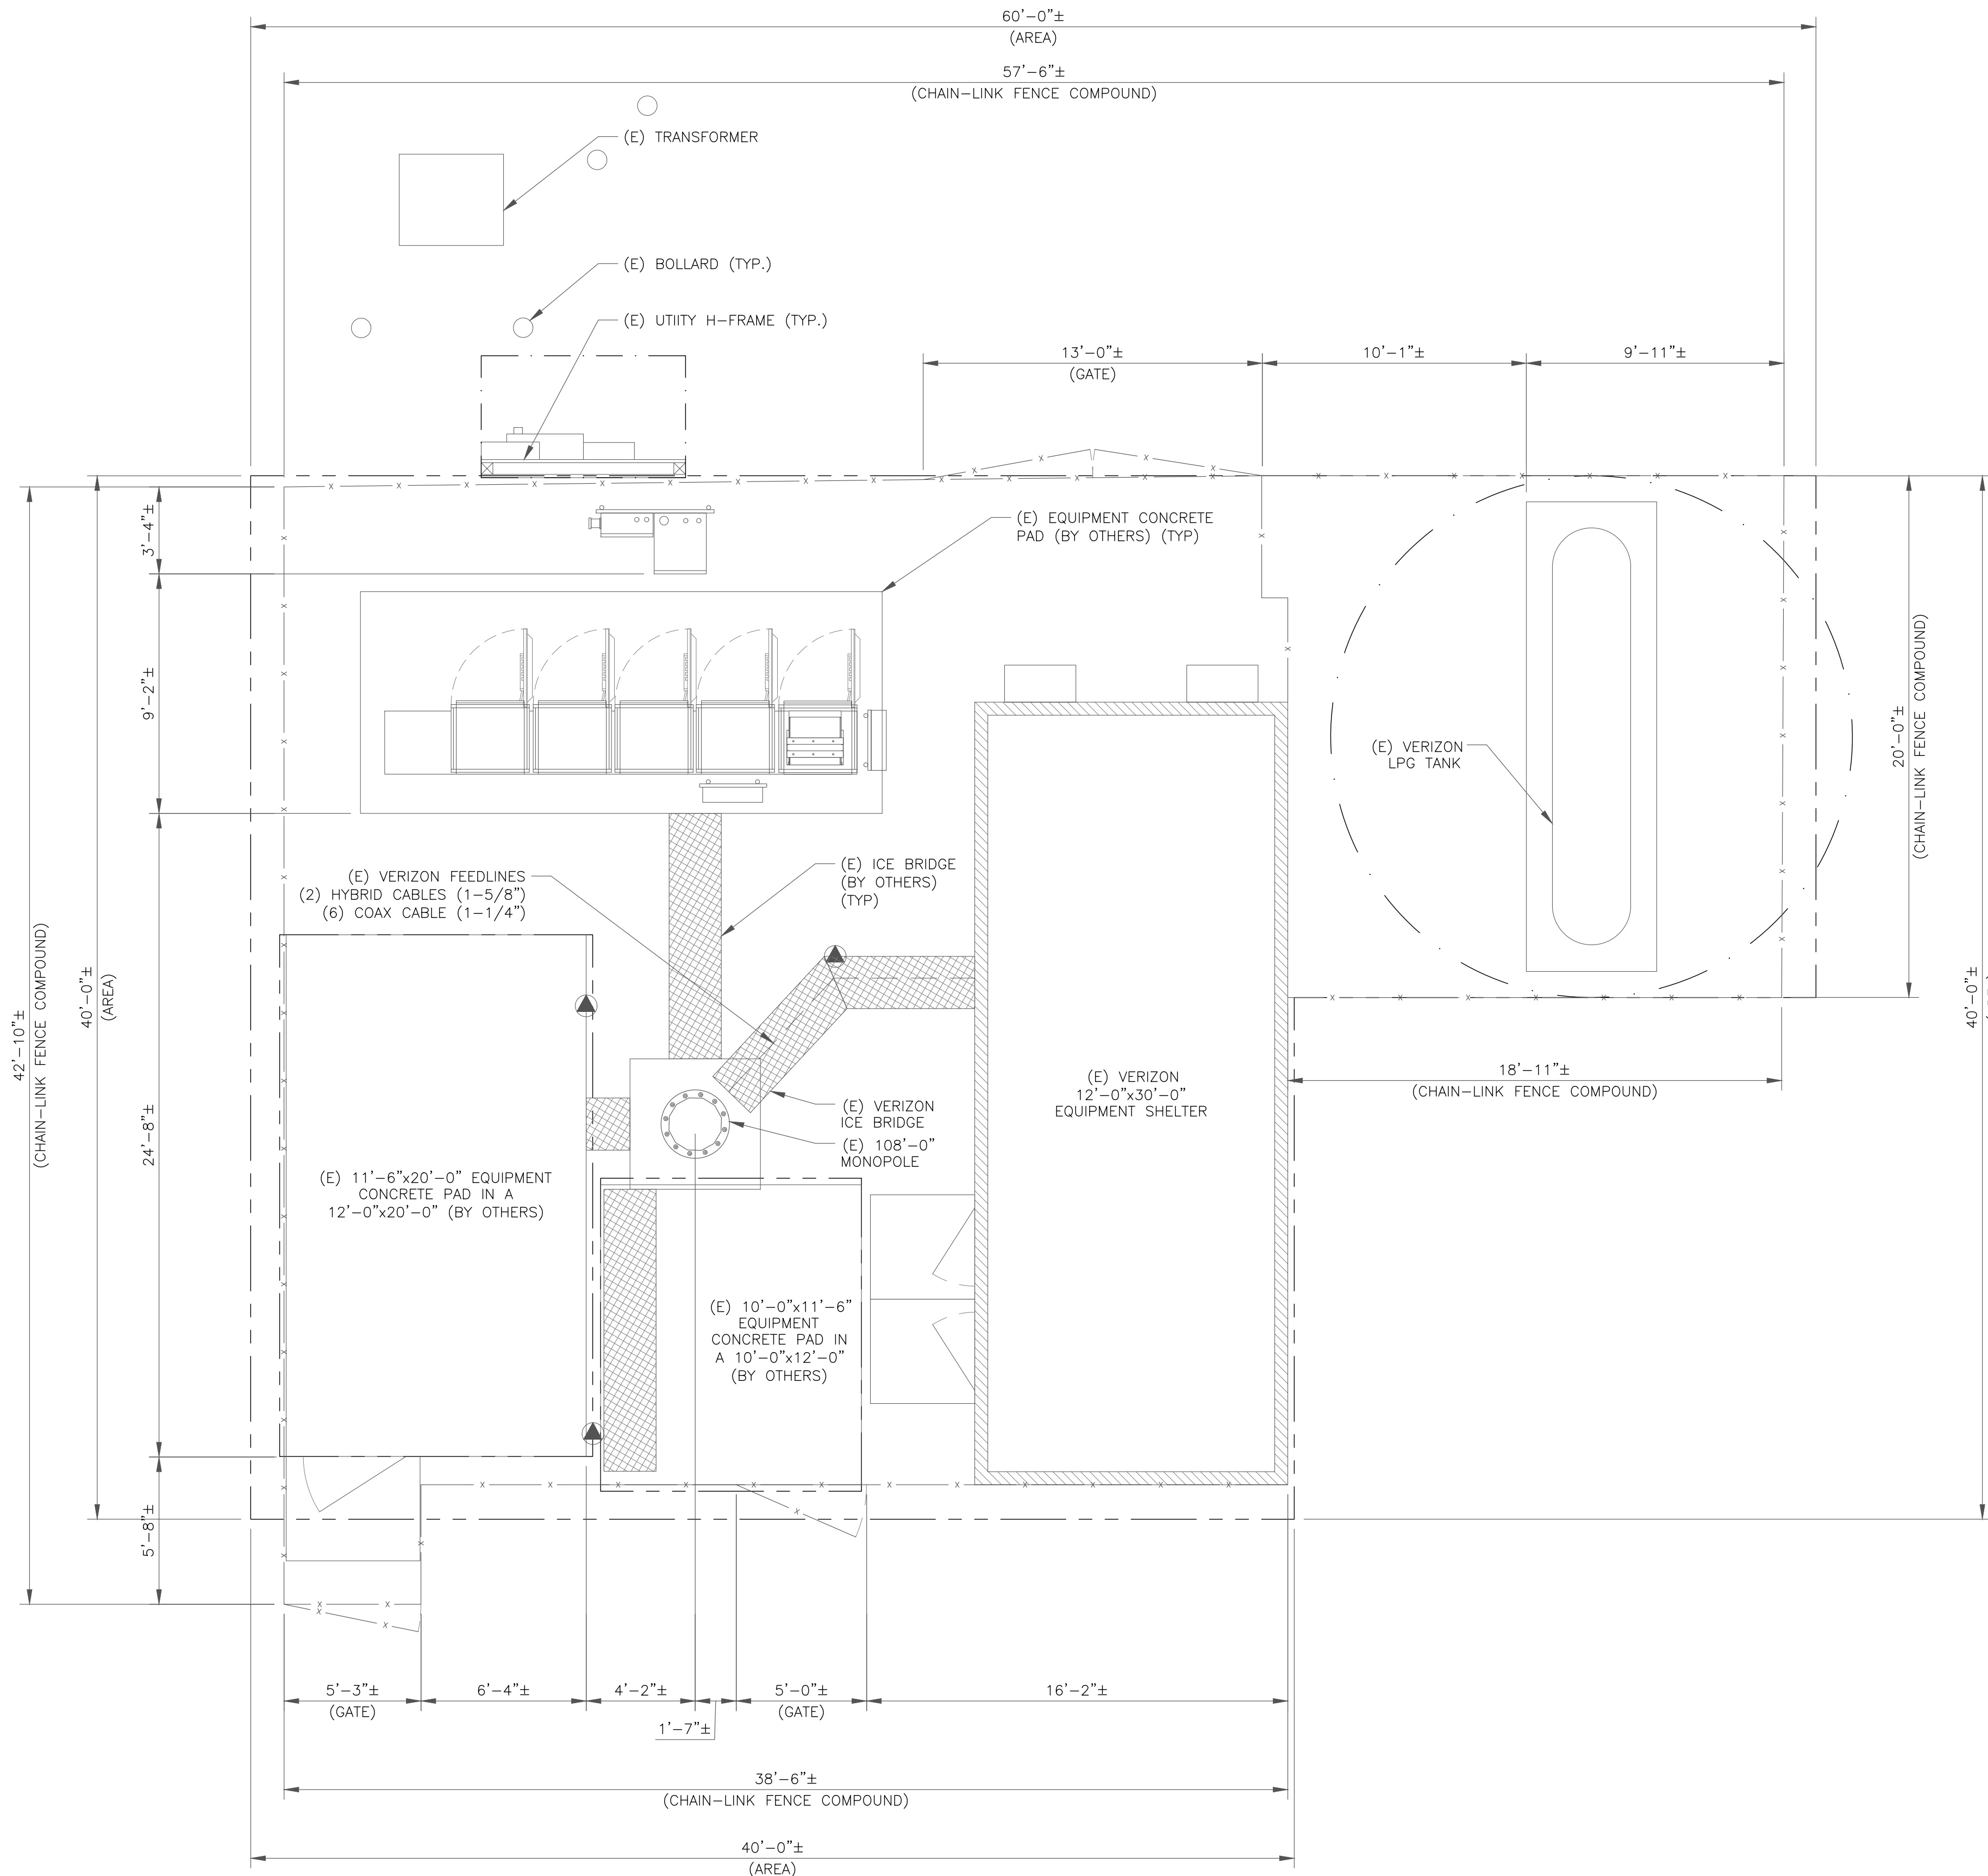 60'-0"±
(AREA)
57'-6"±
(CHAIN-LINK FENCE COMPOUND)
(E) TRANSFORMER
(E) BOLLARD (TYP.)
(E) UTIITY H-FRAME (TYP.)
13'-0"±
(GATE)
10'-1"±
9'-11"±
(E) EQUIPMENT CONCRETE
PAD (BY OTHERS) (TYP)
3'-4"±
9'-2"±
24'-8"±
5'-8"±
40'-0"±
(AREA)
42'-10"±
(CHAIN-LINK FENCE COMPOUND)
(E) VERIZON
LPG TANK
20'-0"±
(CHAIN-LINK FENCE COMPOUND)
40'-0"±
(E) VERIZON FEEDLINES
(2) HYBRID CABLES (1-5/8")
(6) COAX CABLE (1-1/4")
(E) ICE BRIDGE
(BY OTHERS)
(TYP)
18'-11"±
(CHAIN-LINK FENCE COMPOUND)
(E) VERIZON
12'-0"x30'-0"
EQUIPMENT SHELTER
(E) VERIZON
ICE BRIDGE
(E) 108'-0"
MONOPOLE
(E) 11'-6"x20'-0" EQUIPMENT
CONCRETE PAD IN A
12'-0"x20'-0" (BY OTHERS)
(E) 10'-0"x11'-6"
EQUIPMENT
CONCRETE PAD IN
A 10'-0"x12'-0"
(BY OTHERS)
5'-3"±
(GATE)
6'-4"±
4'-2"±
1'-7"±
5'-0"±
(GATE)
16'-2"±
38'-6"±
(CHAIN-LINK FENCE COMPOUND)
40'-0"±
(AREA)